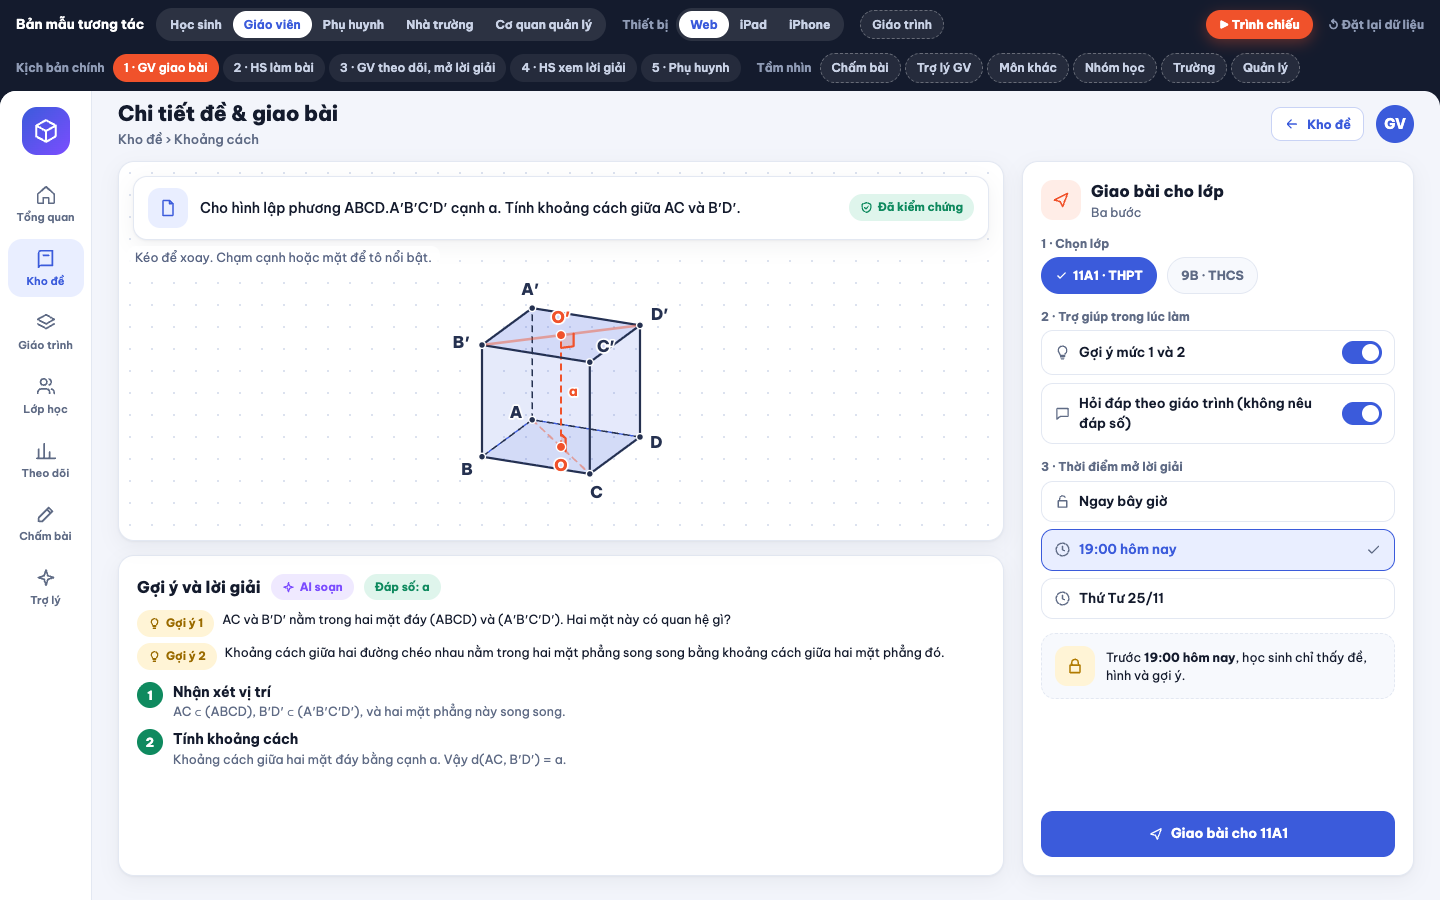 Bản mẫu tương tác
Học sinh
Giáo viên
Phụ huynh
Nhà trường
Cơ quan quản lý
Thiết bị
Web
iPad
iPhone
Giáo trình
▶ Trình chiếu
Đặt lại dữ liệu
Kịch bản chính
1 · GV giao bài
2 · HS làm bài
3 · GV theo dõi, mở lời giải
4 · HS xem lời giải
5 · Phụ huynh
Tầm nhìn
Chấm bài
Trợ lý GV
Môn khác
Nhóm học
Trường
Quản lý
Tổng quan
Kho đề
Giáo trình
Lớp học
Theo dõi
Chấm bài
Trợ lý
Chi tiết đề & giao bài
Kho đề › Khoảng cách
Kho đề
GV
Cho hình lập phương ABCD.A′B′C′D′ cạnh a. Tính khoảng cách giữa AC và B′D′.
Đã kiểm chứng
Kéo để xoay. Chạm cạnh hoặc mặt để tô nổi bật.
A′
O′
D′
B′
C′
a
A
D
B
O
C
Gợi ý và lời giải
AI soạn
Đáp số: a
Gợi ý 1
AC và B′D′ nằm trong hai mặt đáy (ABCD) và (A′B′C′D′). Hai mặt này có quan hệ gì?
Gợi ý 2
Khoảng cách giữa hai đường chéo nhau nằm trong hai mặt phẳng song song bằng khoảng cách giữa hai mặt phẳng đó.
1
Nhận xét vị trí
AC ⊂ (ABCD), B′D′ ⊂ (A′B′C′D′), và hai mặt phẳng này song song.
2
Tính khoảng cách
Khoảng cách giữa hai mặt đáy bằng cạnh a. Vậy d(AC, B′D′) = a.
Giao bài cho lớp
Ba bước
1 · Chọn lớp
11A1 · THPT
9B · THCS
2 · Trợ giúp trong lúc làm
Gợi ý mức 1 và 2
Hỏi đáp theo giáo trình (không nêu
đáp số)
3 · Thời điểm mở lời giải
Ngay bây giờ
19:00 hôm nay
Thứ Tư 25/11
Trước 19:00 hôm nay, học sinh chỉ thấy đề,
hình và gợi ý.
Giao bài cho 11A1